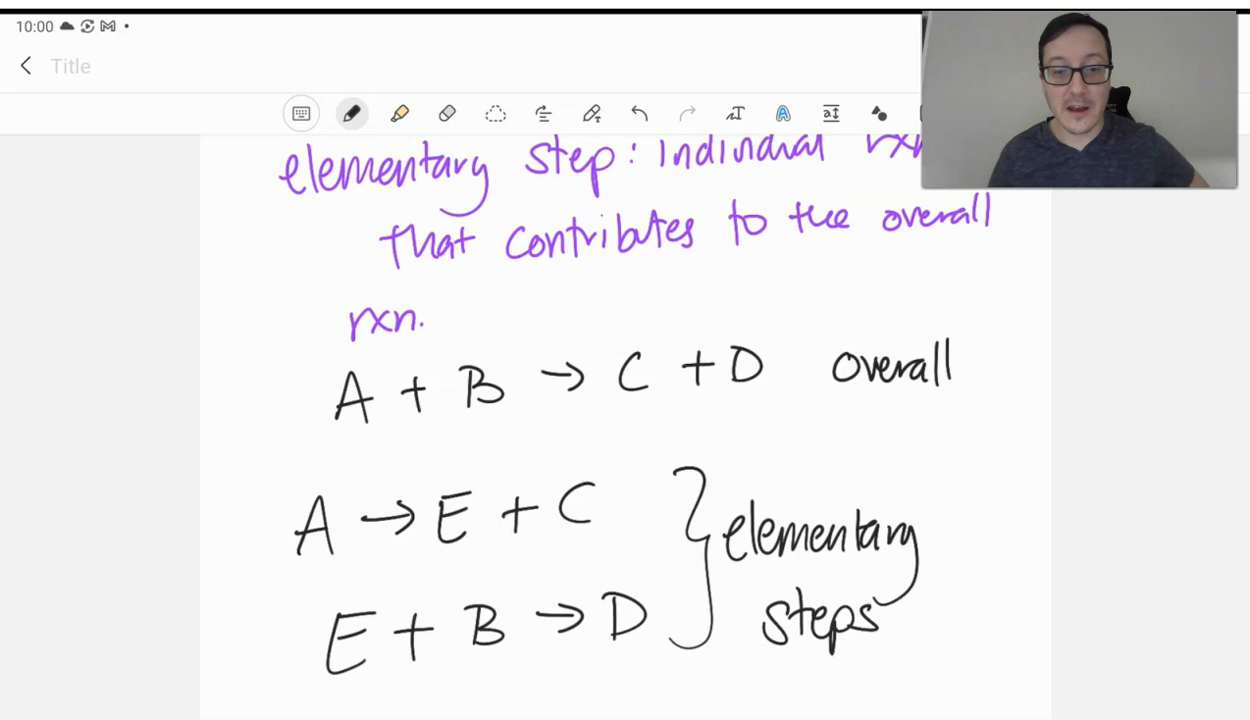 10:00
Title
elementary step: individual rxn
that contributes to the overall
rxn.
A + B → C + D overall
A → E + C
elementary
E + B → D
steps